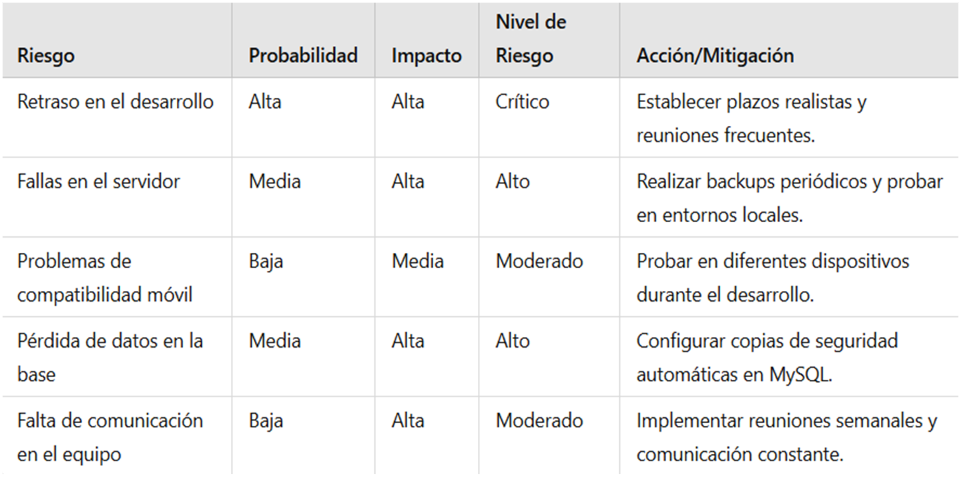 Riesgo Probabilidad Impacto Nivel de Riesgo Acción/Mitigación
Retraso en el desarrollo Alta Alta Crítico Establecer plazos realistas y
reuniones frecuentes.
Fallas en el servidor Media Alta Alto Realizar backups periódicos y probar
en entornos locales.
Problemas de Baja Media Moderado Probar en diferentes dispositivos
compatibilidad móvil durante el desarrollo.
Pérdida de datos en la Media Alta Alto Configurar copias de seguridad
base automáticas en MySQL.
Falta de comunicación Baja Alta Moderado Implementar reuniones semanales y
en el equipo comunicación constante.